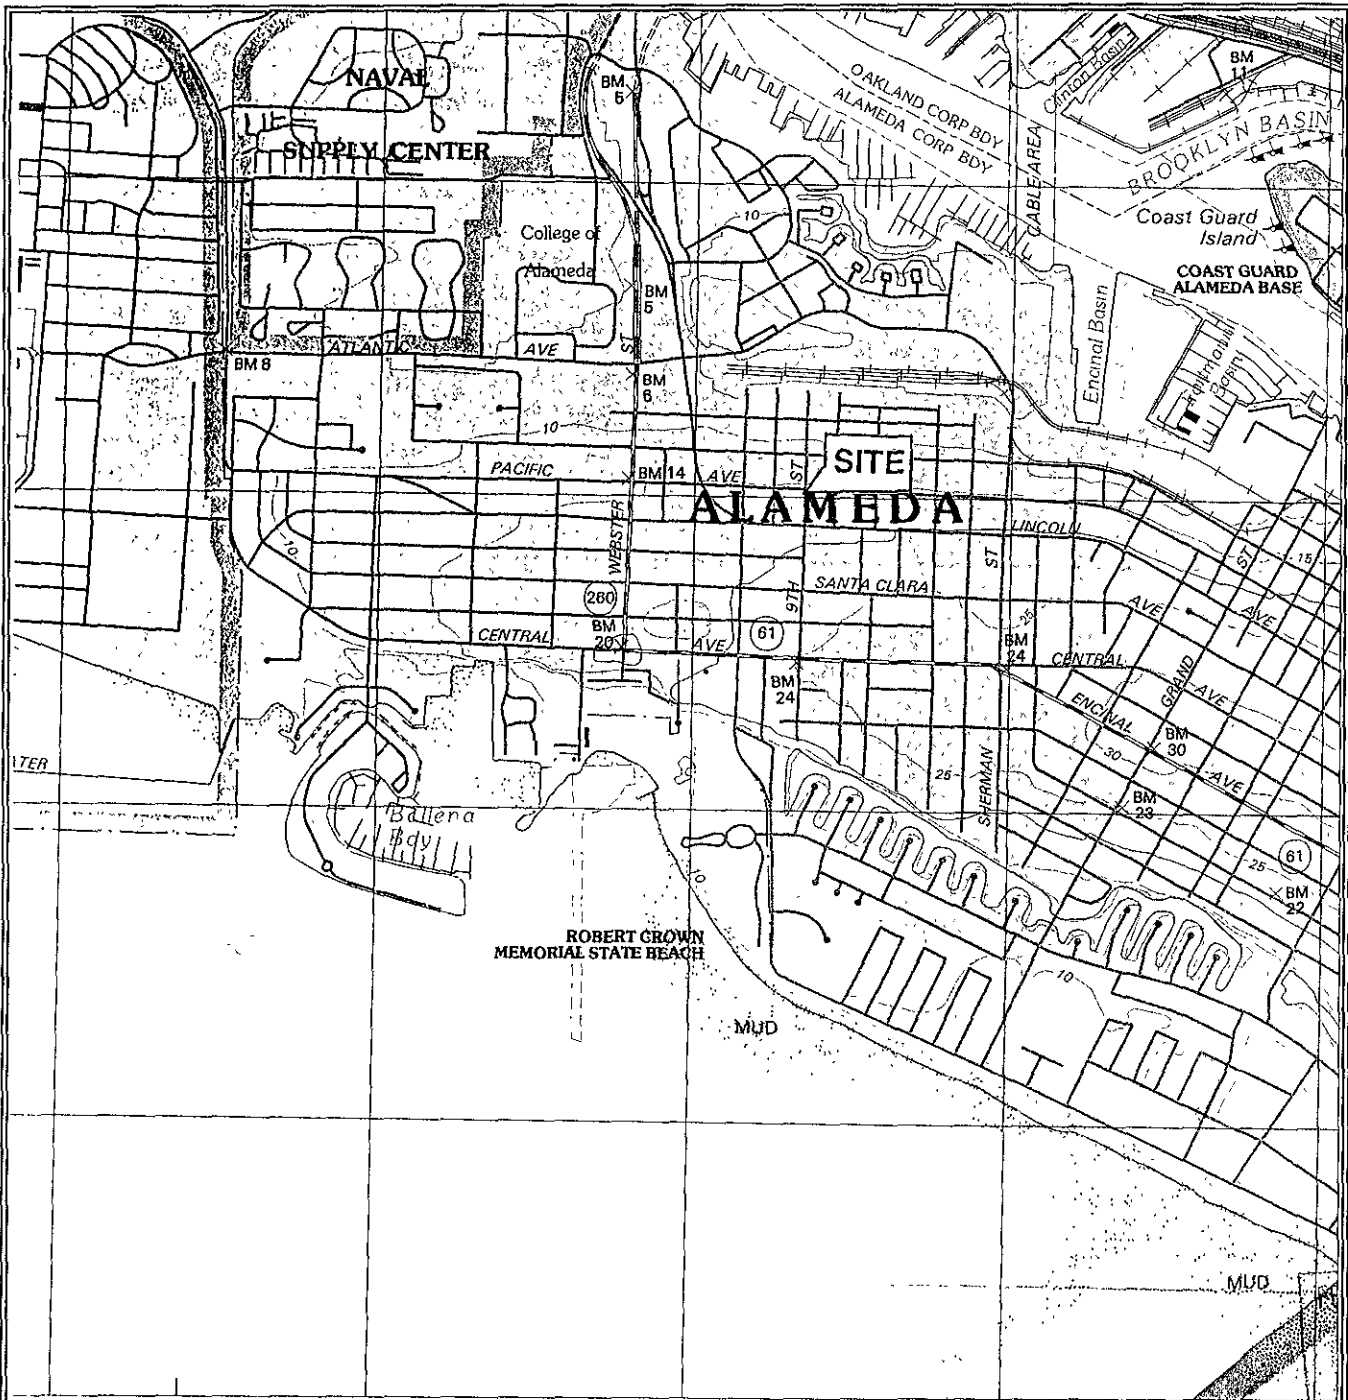 NAVAL
SUPPLY CENTER
BM
6
OAKLAND CORP BDY
ALAMEDA CORP BDY
Clinton Basin
BM
11
BROOKLYN BASIN
CABLE AREA
Coast Guard
Island
COAST GUARD
ALAMEDA BASE
10
College of
Alameda
BM
5
ST
Encinal Basin
Fortmann
Basin
ATLANTIC
AVE
BM 8
BM
6
10
PACIFIC
BM 14
AVE
ST
SITE
ALAMEDA
LINCOLN
10
WEBSTER
ST
ST
15
260
9TH
SANTA CLARA
AVE
AVE
25
CENTRAL
BM
20
AVE
61
BM
24
CENTRAL
BM
24
GRAND
AVE
ENCINAL
BM
30
30
AVE
TER
SHERMAN
25
BM
23
Ballena
Bay
10
25
61
BM
22
ROBERT CROWN
MEMORIAL STATE BEACH
10
MUD
MUD